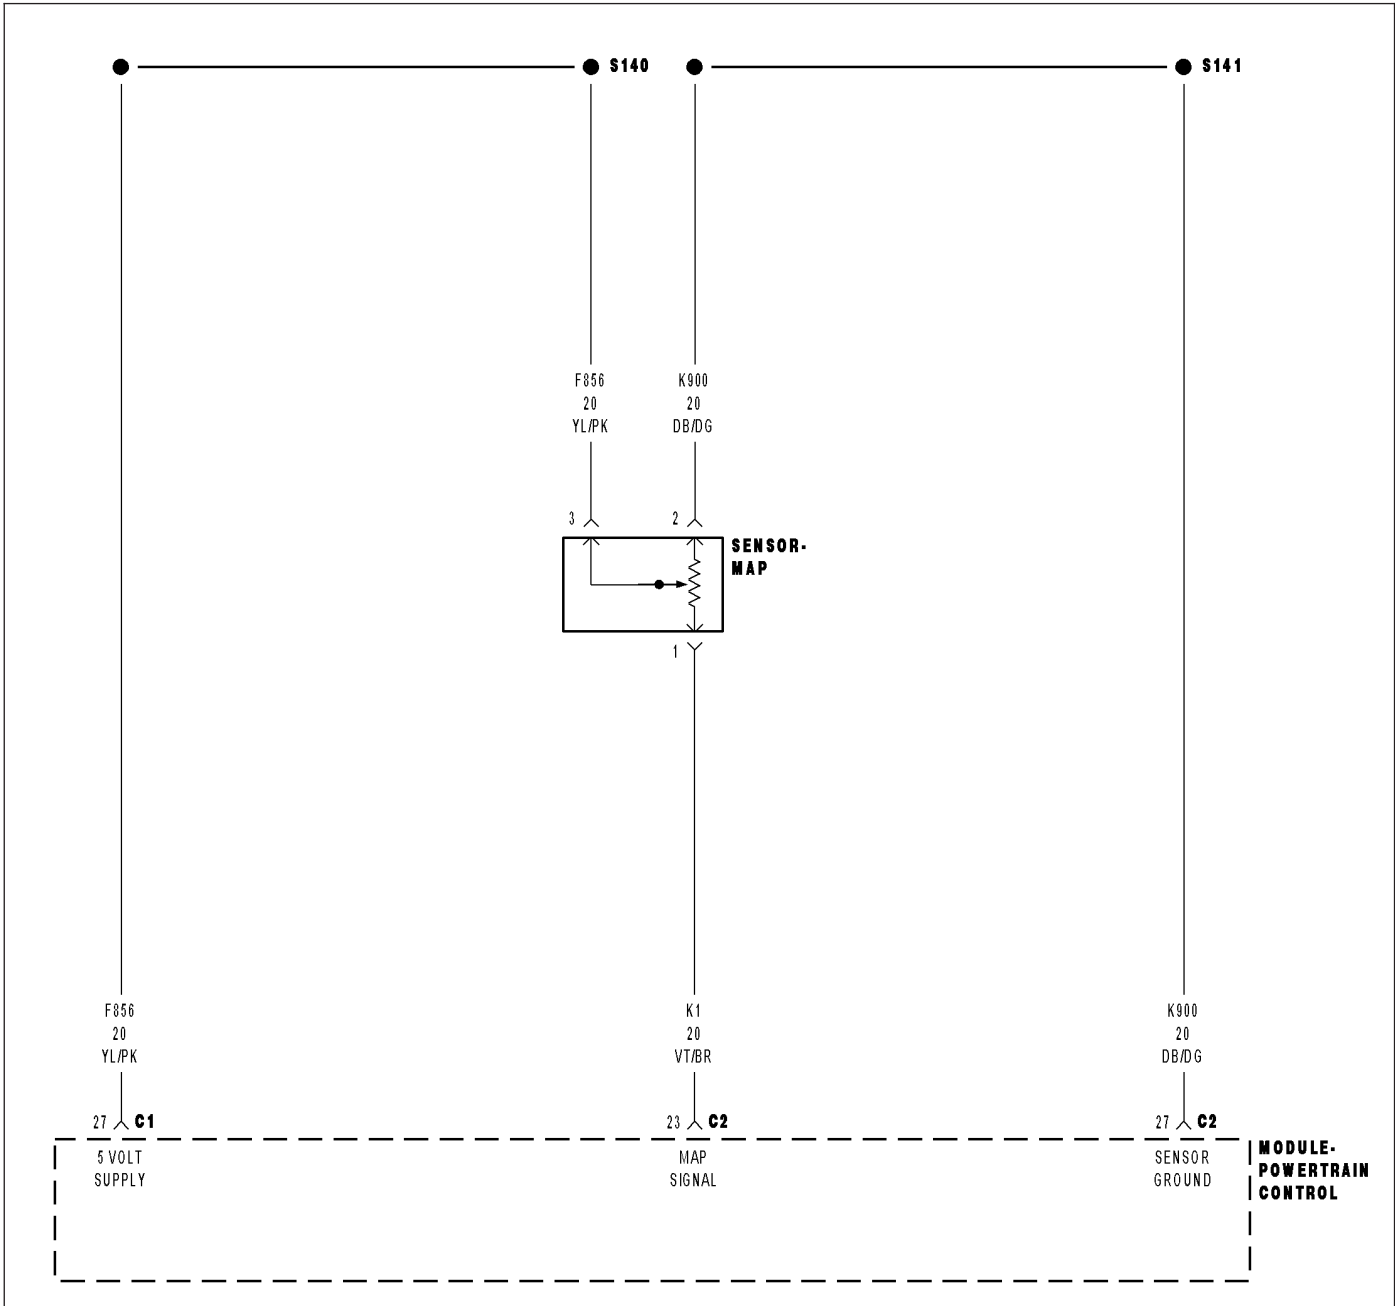 S140
S141
F856
20
YL/PK
K900
20
DB/DG
3
2
SENSOR-
MAP
1
F856
20
YL/PK
K1
20
VT/BR
K900
20
DB/DG
27 C1
23 C2
27 C2
5 VOLT
SUPPLY
MAP
SIGNAL
SENSOR
GROUND
MODULE-
POWERTRAIN
CONTROL